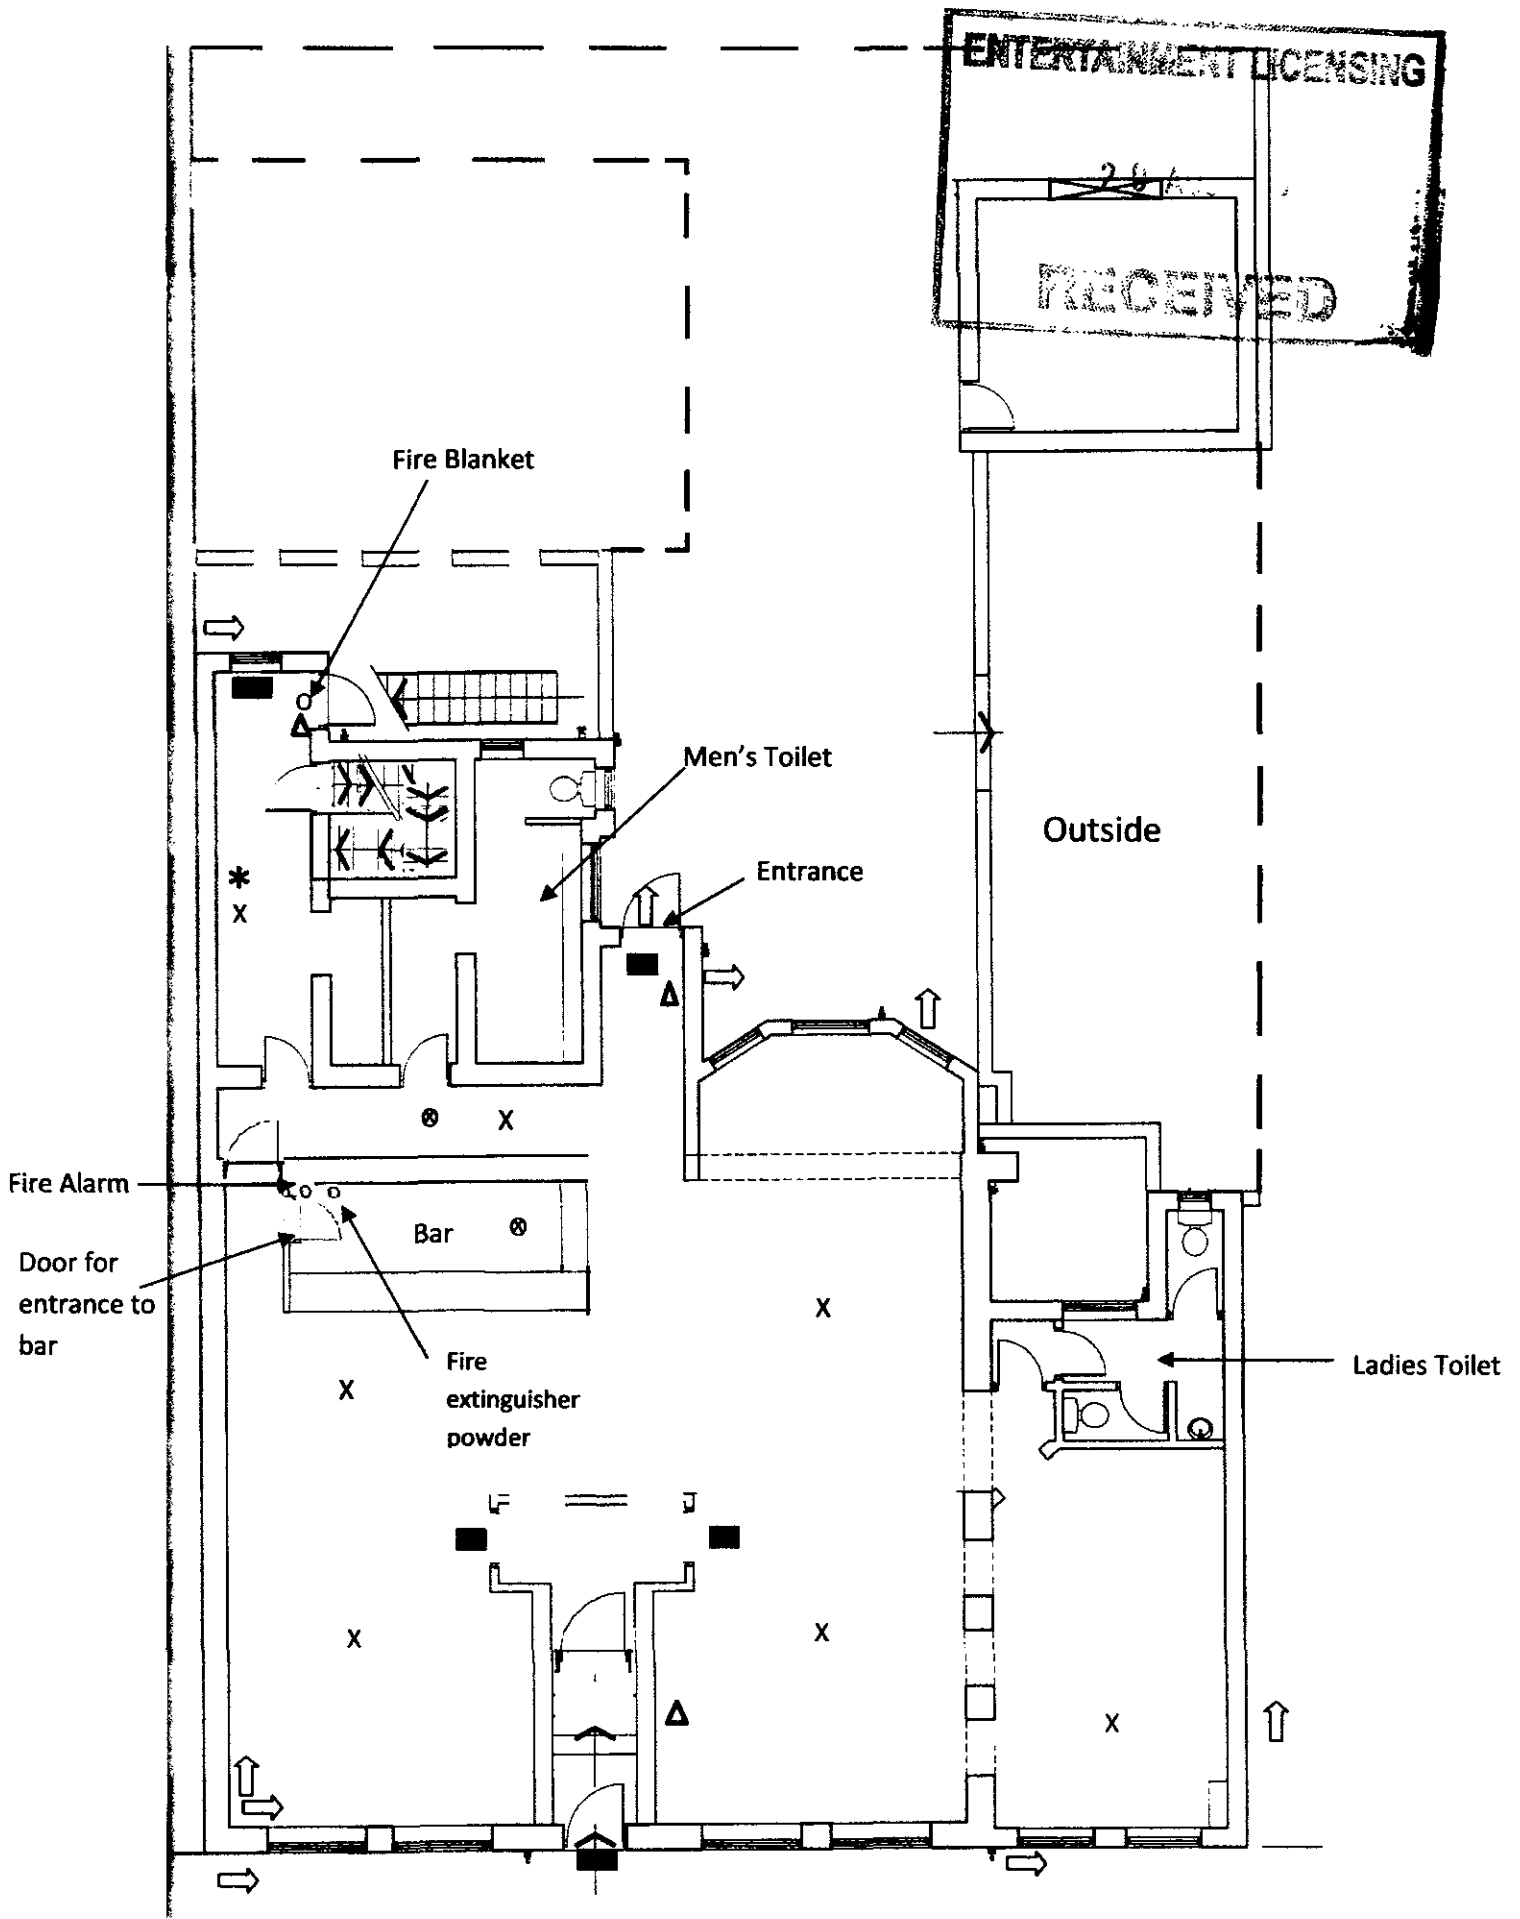 ENTERTAINMENT LICENSING
RECEIVED
Fire Blanket
Men's Toilet
Outside
Entrance
*
X
X
Fire Alarm
Bar
Door for
entrance to
bar
X
X
Fire
extinguisher
powder
Ladies Toilet
X
X
X